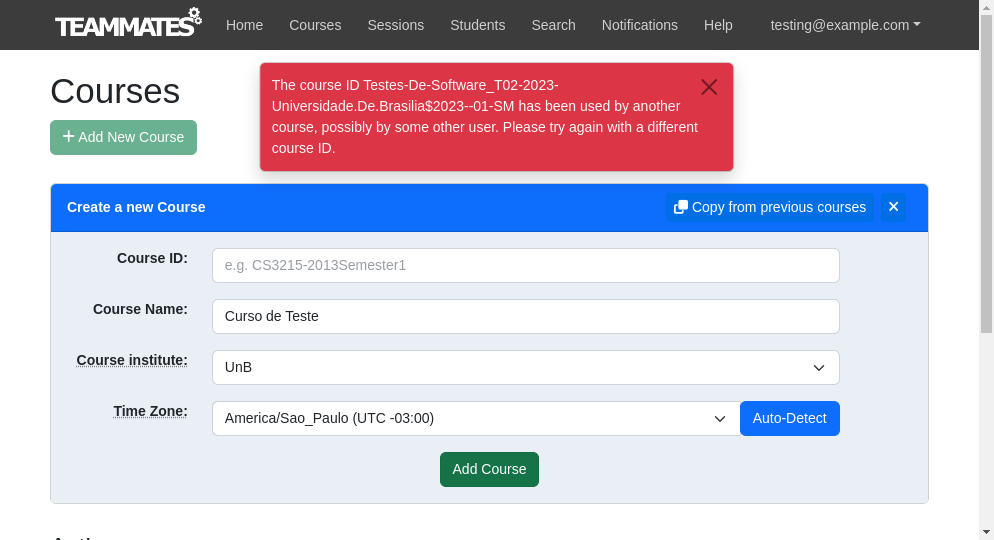 TEAMMATES
Home Courses Sessions Students Search Notifications Help testing@example.com
The course ID Testes-De-Software_T02-2023-
Universidade.De.Brasilia$2023--01-SM has been used by another
course, possibly by some other user. Please try again with a different
course ID.
Courses
Add New Course
Create a new Course
Copy from previous courses
Course ID:
e.g. CS3215-2013Semester1
Course Name:
Curso de Teste
Course institute:
UnB
Time Zone:
America/Sao_Paulo (UTC -03:00)
Auto-Detect
Add Course